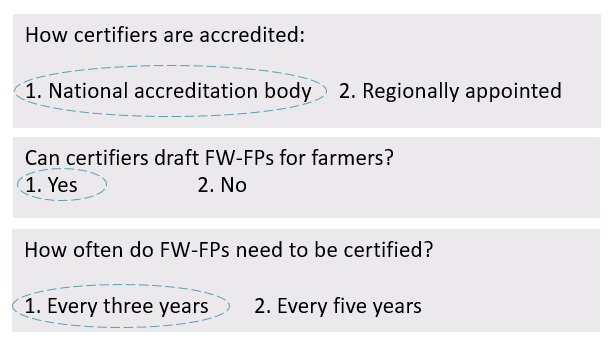 How certifiers are accredited:
1. National accreditation body 2. Regionally appointed
Can certifiers draft FW-FPs for farmers?
1. Yes 2. No
How often do FW-FPs need to be certified?
1. Every three years 2. Every five years